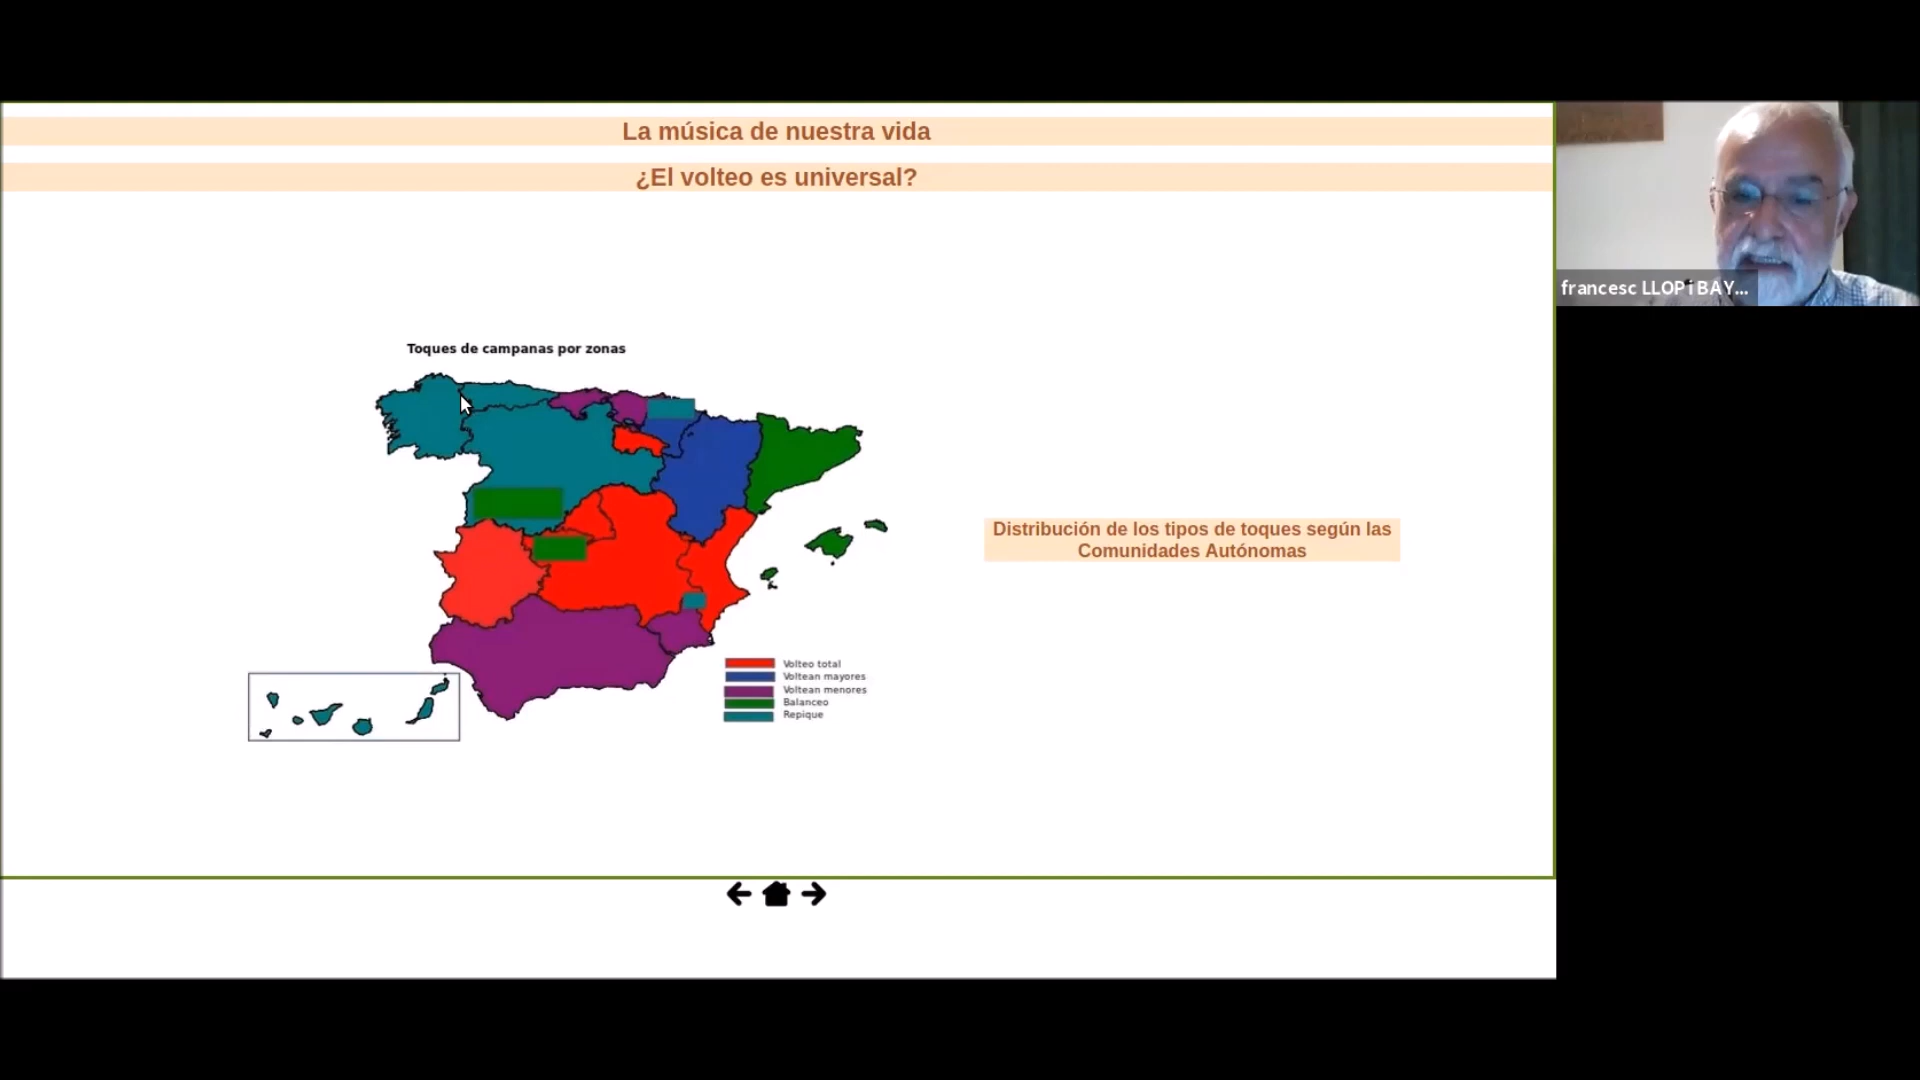 La música de nuestra vida
¿El volteo es universal?
francesc LLOP i BAY...
Toques de campanas por zonas
Distribución de los tipos de toques según las
Comunidades Autónomas
Volteo total
Voltean mayores
Voltean menores
Balanceo
Repique